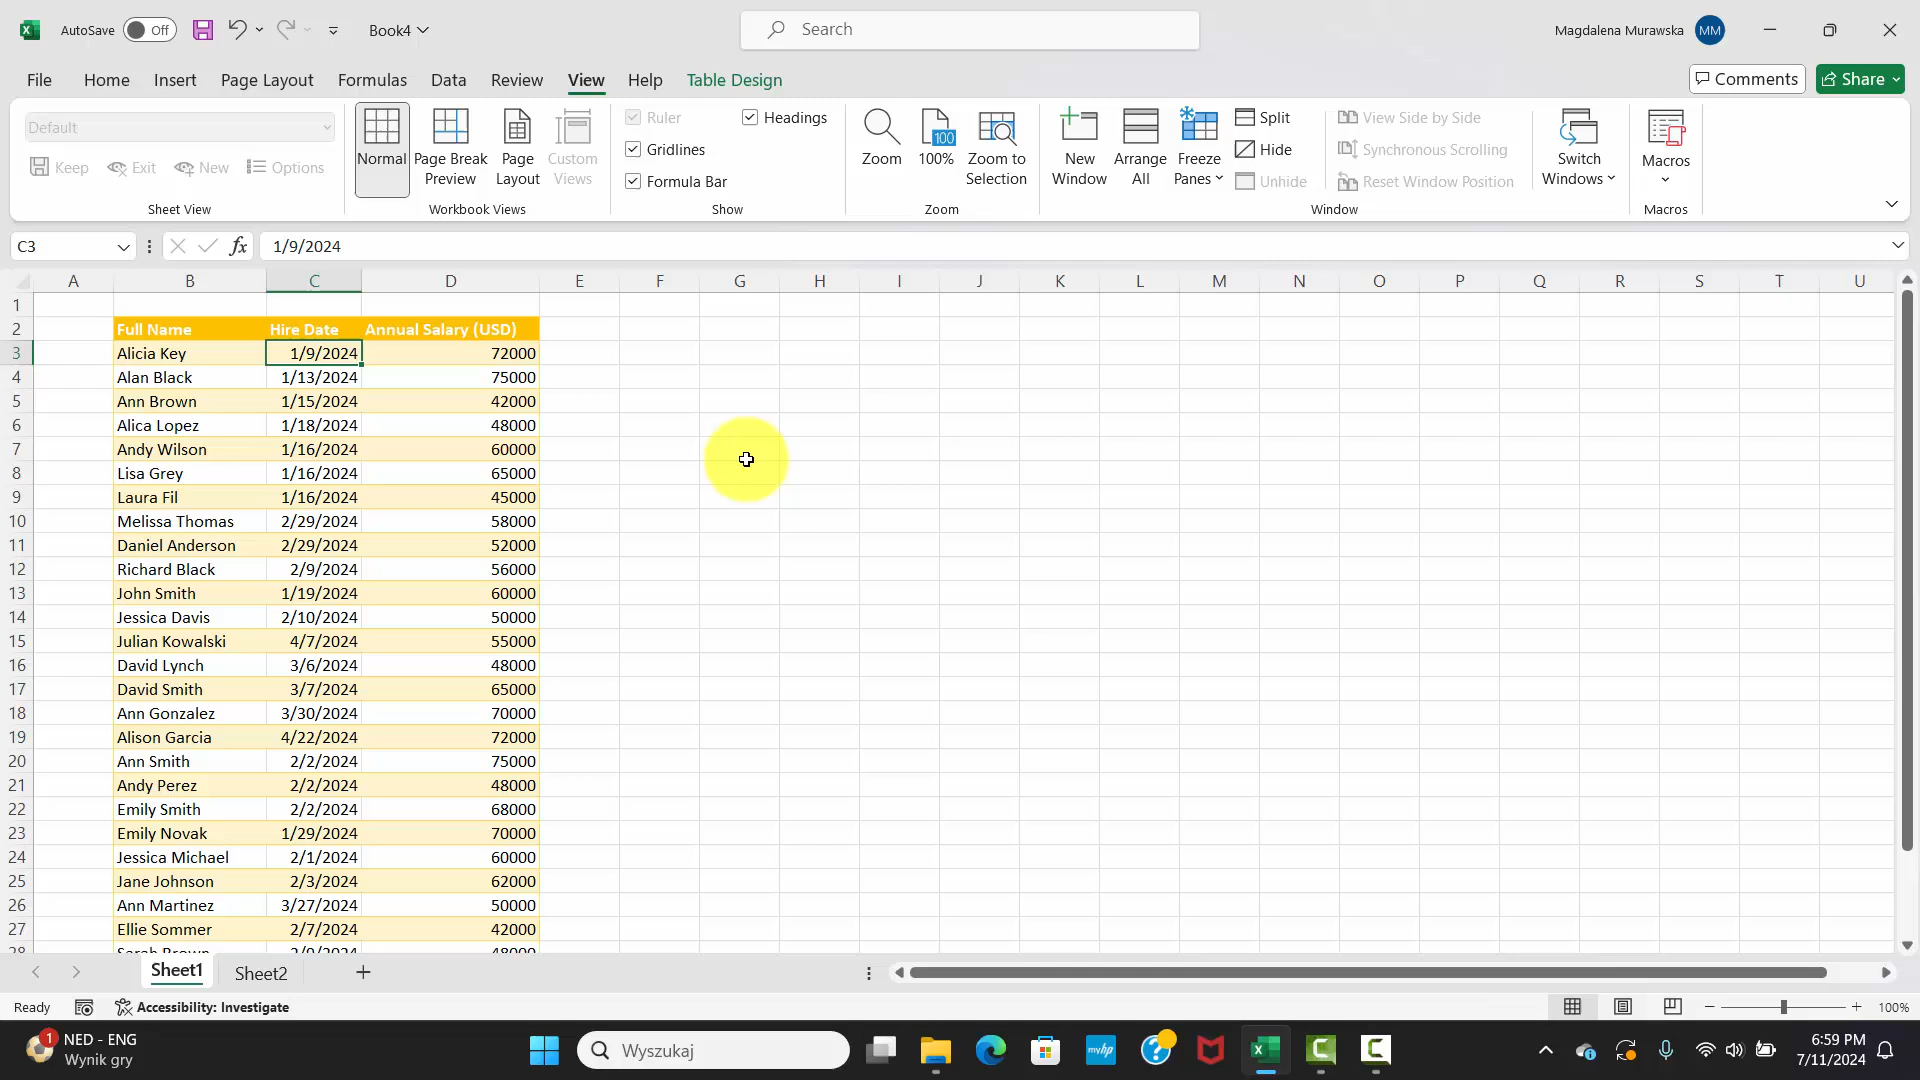 AutoSave Off Book4 Search Magdalena Murawska MM
File Home Insert Page Layout Formulas Data Review View Help Table Design Comments Share
Default
Keep Exit New Options
Sheet View
Normal
Page Break Preview
Page Layout
Custom Views
Workbook Views
Ruler Headings
Gridlines
Formula Bar
Show
Zoom
100
100%
Zoom to Selection
Zoom
New Window
Arrange All
Freeze Panes
Split
Hide
Unhide
View Side by Side
Synchronous Scrolling
Reset Window Position
Switch Windows
Window
Macros
Macros
C3 fx 1/9/2024
A B C D E F G H I J K L M N O P Q R S T U
1
2 Full Name Hire Date Annual Salary (USD)
3 Alicia Key 1/9/2024 72000
4 Alan Black 1/13/2024 75000
5 Ann Brown 1/15/2024 42000
6 Alica Lopez 1/18/2024 48000
7 Andy Wilson 1/16/2024 60000
8 Lisa Grey 1/16/2024 65000
9 Laura Fil 1/16/2024 45000
10 Melissa Thomas 2/29/2024 58000
11 Daniel Anderson 2/29/2024 52000
12 Richard Black 2/9/2024 56000
13 John Smith 1/19/2024 60000
14 Jessica Davis 2/10/2024 50000
15 Julian Kowalski 4/7/2024 55000
16 David Lynch 3/6/2024 48000
17 David Smith 3/7/2024 65000
18 Ann Gonzalez 3/30/2024 70000
19 Alison Garcia 4/22/2024 72000
20 Ann Smith 2/2/2024 75000
21 Andy Perez 2/2/2024 48000
22 Emily Smith 2/2/2024 68000
23 Emily Novak 1/29/2024 70000
24 Jessica Michael 2/1/2024 60000
25 Jane Johnson 2/3/2024 62000
26 Ann Martinez 3/27/2024 50000
27 Ellie Sommer 2/7/2024 42000
28 Sarah Brown 2/9/2024 48000
Sheet1 Sheet2
Ready Accessibility: Investigate 100%
1 NED - ENG
Wynik gry
Wyszukaj
myhp
6:59 PM
7/11/2024